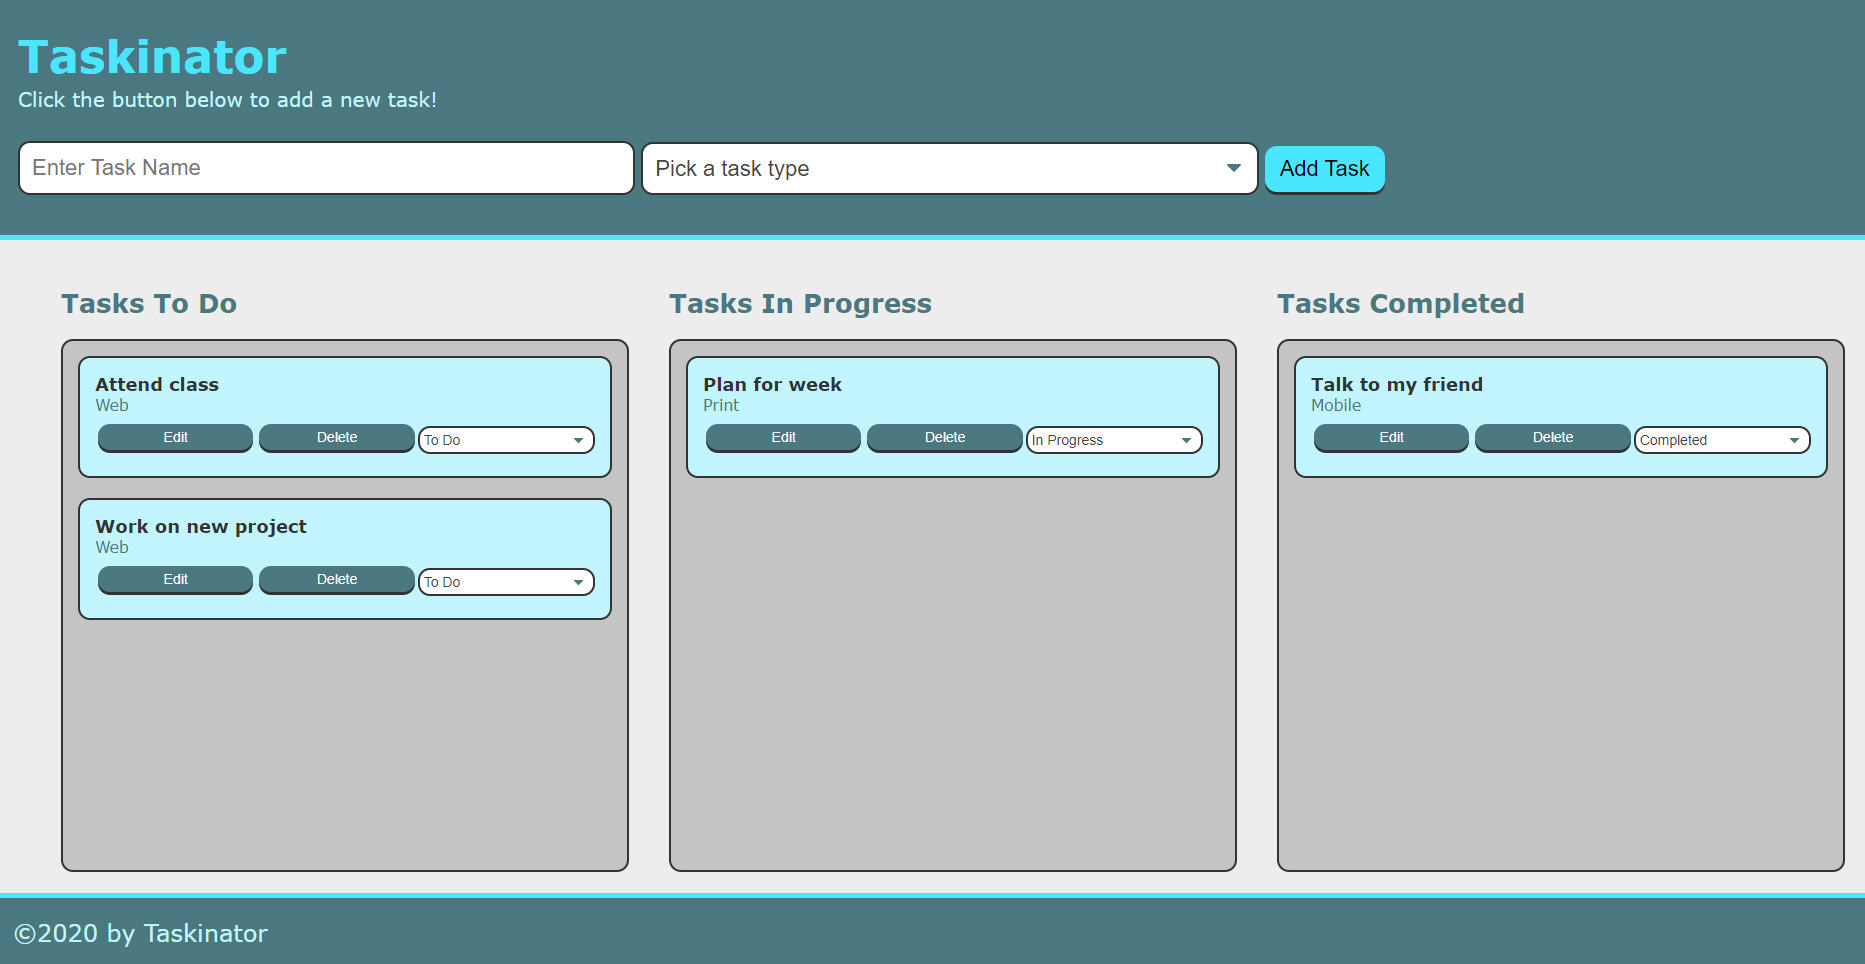 Taskinator
Click the button below to add a new task!
Enter Task Name
Pick a task type
Add Task
Tasks To Do
Attend class
Web
Edit
Delete
To Do
Work on new project
Web
Edit
Delete
To Do
Tasks In Progress
Plan for week
Print
Edit
Delete
In Progress
Tasks Completed
Talk to my friend
Mobile
Edit
Delete
Completed
©2020 by Taskinator